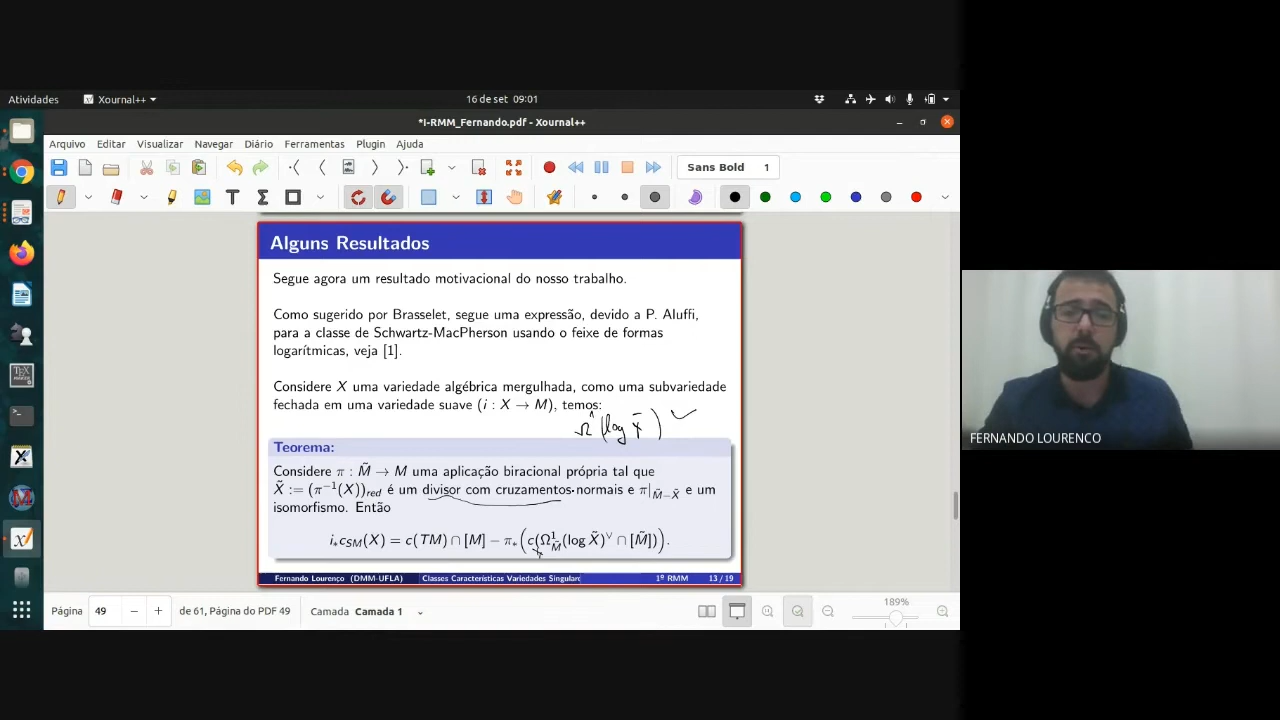 Atividades
Xournal++
16 de set 09:01
*I-RMM_Fernando.pdf - Xournal++
Arquivo Editar Visualizar Navegar Diário Ferramentas Plugin Ajuda
Sans Bold 1
Alguns Resultados
Segue agora um resultado motivacional do nosso trabalho.
Como sugerido por Brasselet, segue uma expressão, devido a P. Aluffi,
para a classe de Schwartz-MacPherson usando o feixe de formas
logarítmicas, veja [1].
Considere X uma variedade algébrica mergulhada, como uma subvariedade
fechada em uma variedade suave (i : X → M), temos:
Ω¹(log X̃)
Teorema:
Considere π : M̃ → M uma aplicação biracional própria tal que
X̃ := (π⁻¹(X))red é um divisor com cruzamentos normais e π|M̃−X̃ e um
isomorfismo. Então
i∗cSM(X) = c(TM) ∩ [M] − π∗(c(Ω¹M̃(log X̃)∨ ∩ [M̃])).
Fernando Lourenço (DMM-UFLA) Classes Características Variedades Singulare 1º RMM 13 / 19
Página 49 de 61, Página do PDF 49 Camada Camada 1 189%
FERNANDO LOURENCO